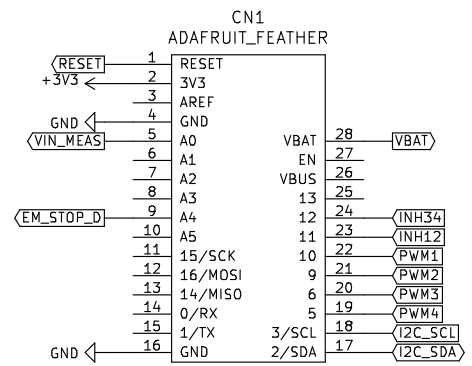 CN1
ADAFRUIT_FEATHER
RESET 1 RESET
+3V3 2 3V3
3 AREF
GND 4 GND
VIN_MEAS 5 A0 VBAT 28 VBAT
6 A1 EN 27
7 A2 VBUS 26
8 A3 13 25
EM_STOP_D 9 A4 12 24 INH34
10 A5 11 23 INH12
11 15/SCK 10 22 PWM1
12 16/MOSI 9 21 PWM2
13 14/MISO 6 20 PWM3
14 0/RX 5 19 PWM4
15 1/TX 3/SCL 18 I2C_SCL
GND 16 GND 2/SDA 17 I2C_SDA